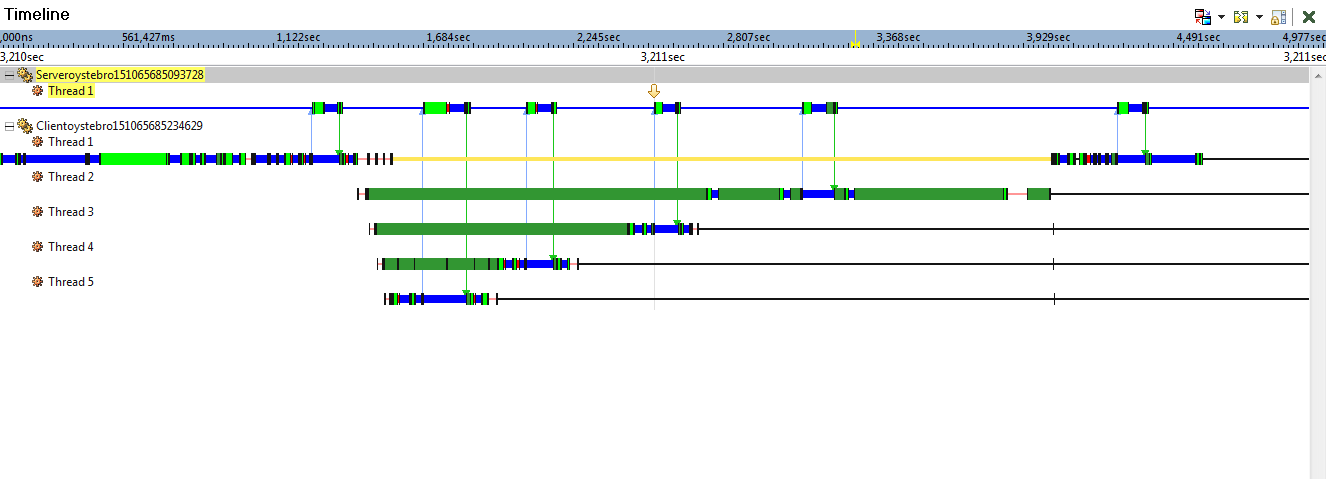 Timeline
,000ns 561,427ms 1,122sec 1,684sec 2,245sec 2,807sec 3,368sec 3,929sec 4,491sec 4,977sec
3,210sec 3,211sec 3,211sec
Serveroystebro151065685093728
Thread 1
Clientoystebro151065685234629
Thread 1
Thread 2
Thread 3
Thread 4
Thread 5